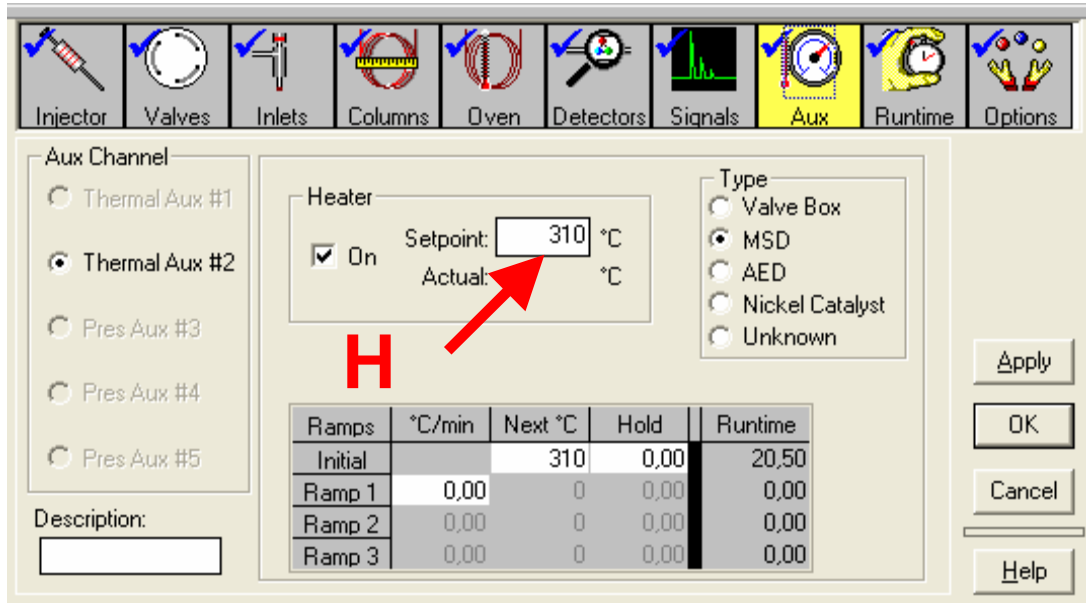 Injector Valves Inlets Columns Oven Detectors Signals Aux Runtime Options
Aux Channel
Thermal Aux #1
Thermal Aux #2
Pres Aux #3
Pres Aux #4
Pres Aux #5
Description:
Heater
On
Setpoint: 310 °C
Actual: °C
H
Type
Valve Box
MSD
AED
Nickel Catalyst
Unknown
Ramps °C/min Next °C Hold Runtime
Initial 310 0,00 20,50
Ramp 1 0,00 0 0,00 0,00
Ramp 2 0,00 0 0,00 0,00
Ramp 3 0,00 0 0,00 0,00
Apply
OK
Cancel
Help